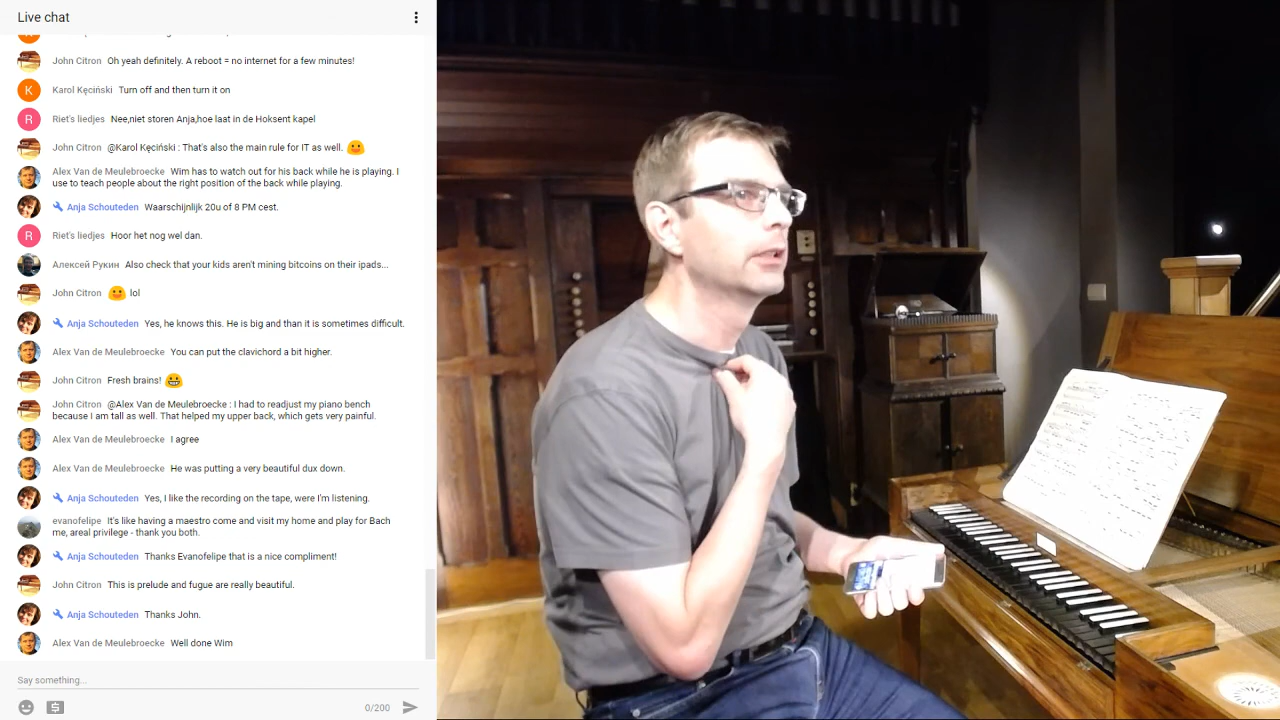 Live chat
John Citron Oh yeah definitely. A reboot = no internet for a few minutes!
K
Karol Kęciński Turn off and then turn it on
R
Riet's liedjes Nee,niet storen Anja,hoe laat in de Hoksent kapel
John Citron @Karol Kęciński : That's also the main rule for IT as well.
Alex Van de Meulebroecke Wim has to watch out for his back while he is playing. I
use to teach people about the right position of the back while playing.
Anja Schouteden Waarschijnlijk 20u of 8 PM cest.
R
Riet's liedjes Hoor het nog wel dan.
Алексей Рукин Also check that your kids aren't mining bitcoins on their ipads...
John Citron lol
Anja Schouteden Yes, he knows this. He is big and than it is sometimes difficult.
Alex Van de Meulebroecke You can put the clavichord a bit higher.
John Citron Fresh brains!
John Citron @Alex Van de Meulebroecke : I had to readjust my piano bench
because i am tall as well. That helped my upper back, which gets very painful.
Alex Van de Meulebroecke I agree
Alex Van de Meulebroecke He was putting a very beautiful dux down.
Anja Schouteden Yes, I like the recording on the tape, were I'm listening.
evanofelipe It's like having a maestro come and visit my home and play for Bach
me, areal privilege - thank you both.
Anja Schouteden Thanks Evanofelipe that is a nice compliment!
John Citron This is prelude and fugue are really beautiful.
Anja Schouteden Thanks John.
Alex Van de Meulebroecke Well done Wim
Say something...
0/200